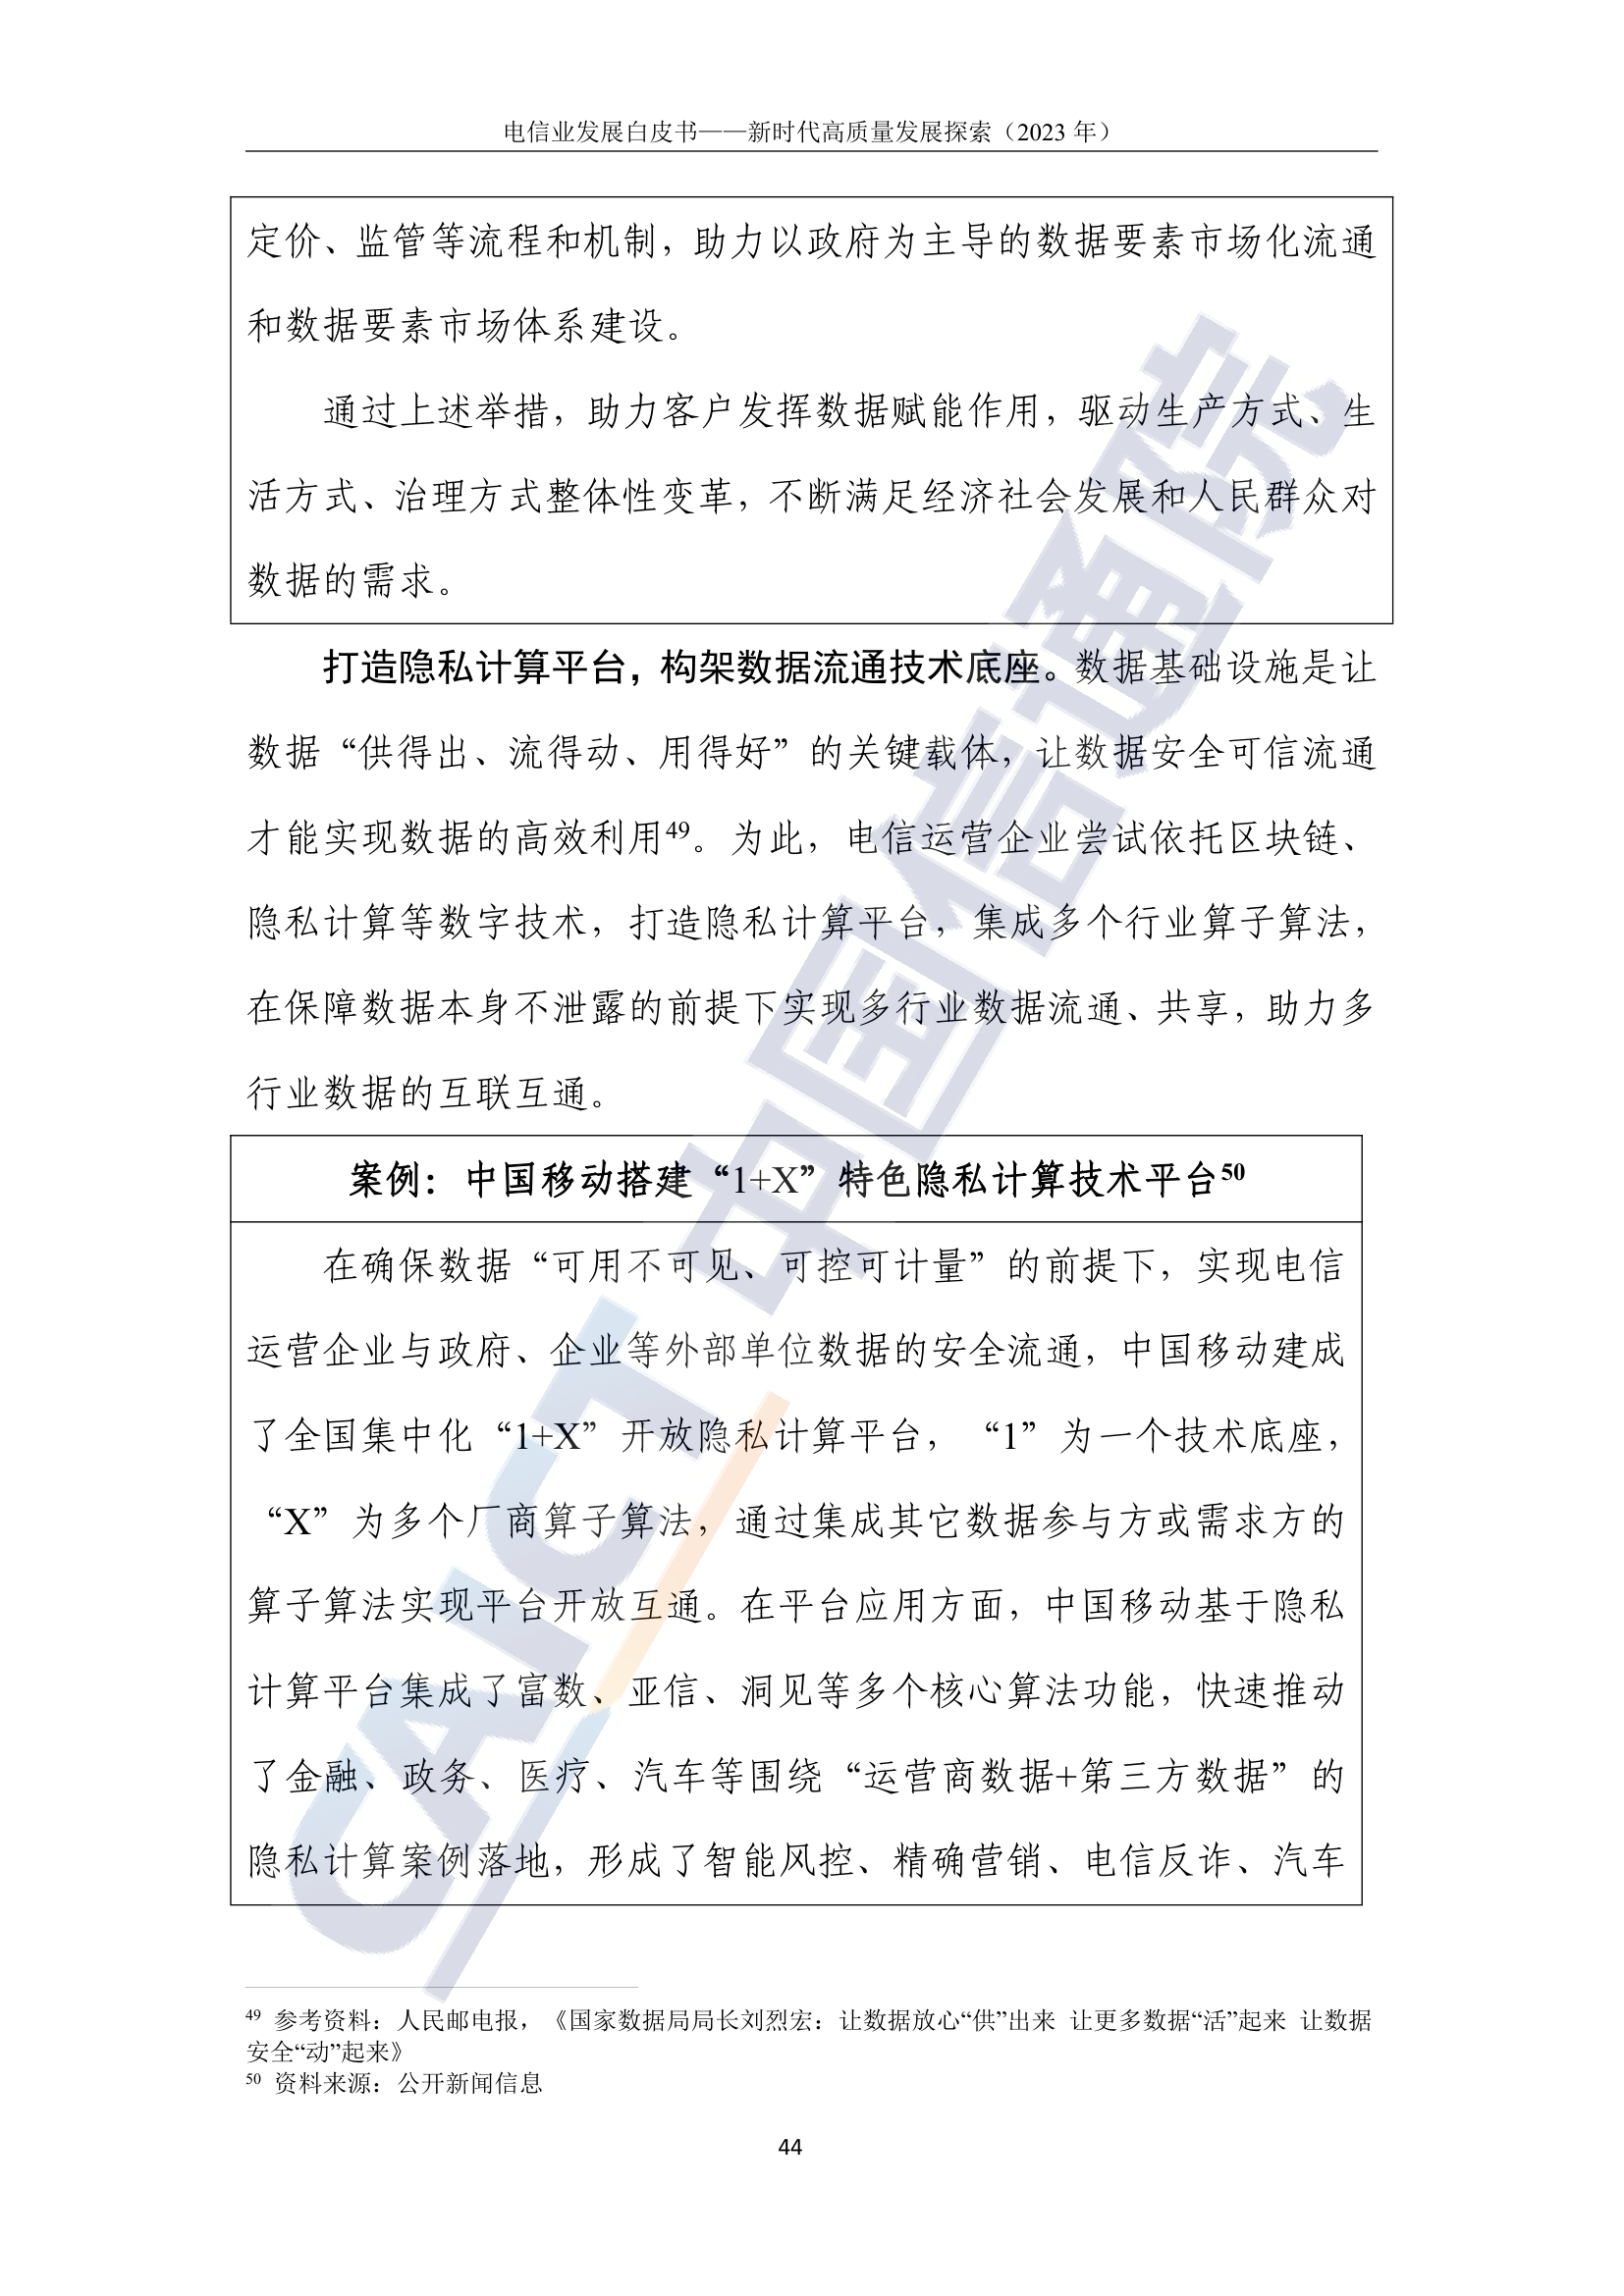 电信业发展白皮书——新时代高质量发展探索（2023 年）
定价、监管等流程和机制，助力以政府为主导的数据要素市场化流通
和数据要素市场体系建设。
通过上述举措，助力客户发挥数据赋能作用，驱动生产方式、生
活方式、治理方式整体性变革，不断满足经济社会发展和人民群众对
数据的需求。
打造隐私计算平台，构架数据流通技术底座。数据基础设施是让
数据“供得出、流得动、用得好”的关键载体，让数据安全可信流通
才能实现数据的高效利用49。为此，电信运营企业尝试依托区块链、
隐私计算等数字技术，打造隐私计算平台，集成多个行业算子算法，
在保障数据本身不泄露的前提下实现多行业数据流通、共享，助力多
行业数据的互联互通。
案例：中国移动搭建“1+X”特色隐私计算技术平台50
在确保数据“可用不可见、可控可计量”的前提下，实现电信
运营企业与政府、企业等外部单位数据的安全流通，中国移动建成
了全国集中化“1+X”开放隐私计算平台，“1”为一个技术底座，
“X”为多个厂商算子算法，通过集成其它数据参与方或需求方的
算子算法实现平台开放互通。在平台应用方面，中国移动基于隐私
计算平台集成了富数、亚信、洞见等多个核心算法功能，快速推动
了金融、政务、医疗、汽车等围绕“运营商数据+第三方数据”的
隐私计算案例落地，形成了智能风控、精确营销、电信反诈、汽车
49 参考资料：人民邮电报，《国家数据局局长刘烈宏：让数据放心“供”出来 让更多数据“活”起来 让数据
安全“动”起来》
50 资料来源：公开新闻信息
44
CAICT 中国信通院